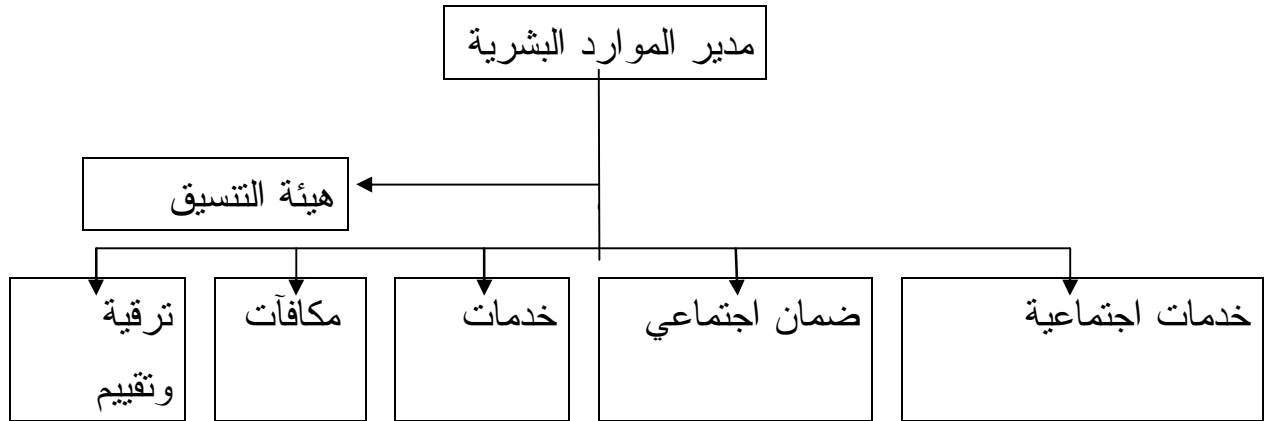 مدير الموارد البشرية
هيئة التنسيق
خدمات اجتماعية
ضمان اجتماعي
خدمات
مكافآت
ترقية
وتقييم